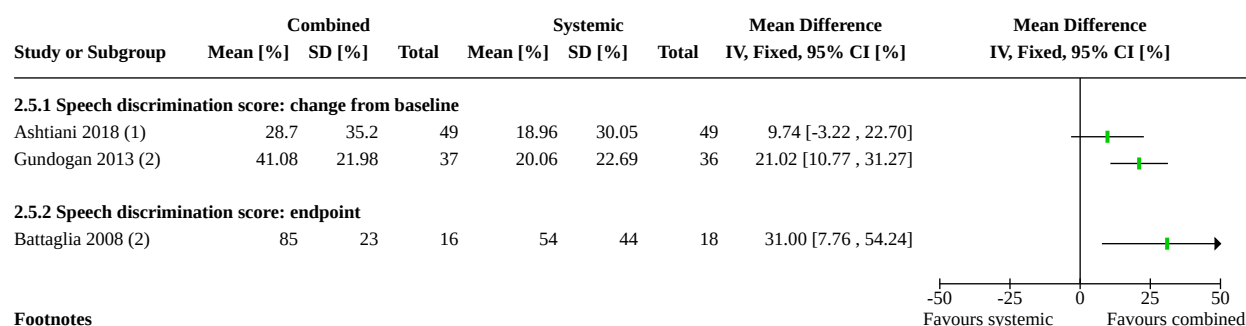 Combined Systemic Mean Difference Mean Difference
Study or Subgroup Mean [%] SD [%] Total Mean [%] SD [%] Total IV, Fixed, 95% CI [%] IV, Fixed, 95% CI [%]
2.5.1 Speech discrimination score: change from baseline
Ashtiani 2018 (1) 28.7 35.2 49 18.96 30.05 49 9.74 [-3.22 , 22.70]
Gundogan 2013 (2) 41.08 21.98 37 20.06 22.69 36 21.02 [10.77 , 31.27]
2.5.2 Speech discrimination score: endpoint
Battaglia 2008 (2) 85 23 16 54 44 18 31.00 [7.76 , 54.24]
-50 -25 0 25 50
Footnotes Favours systemic Favours combined